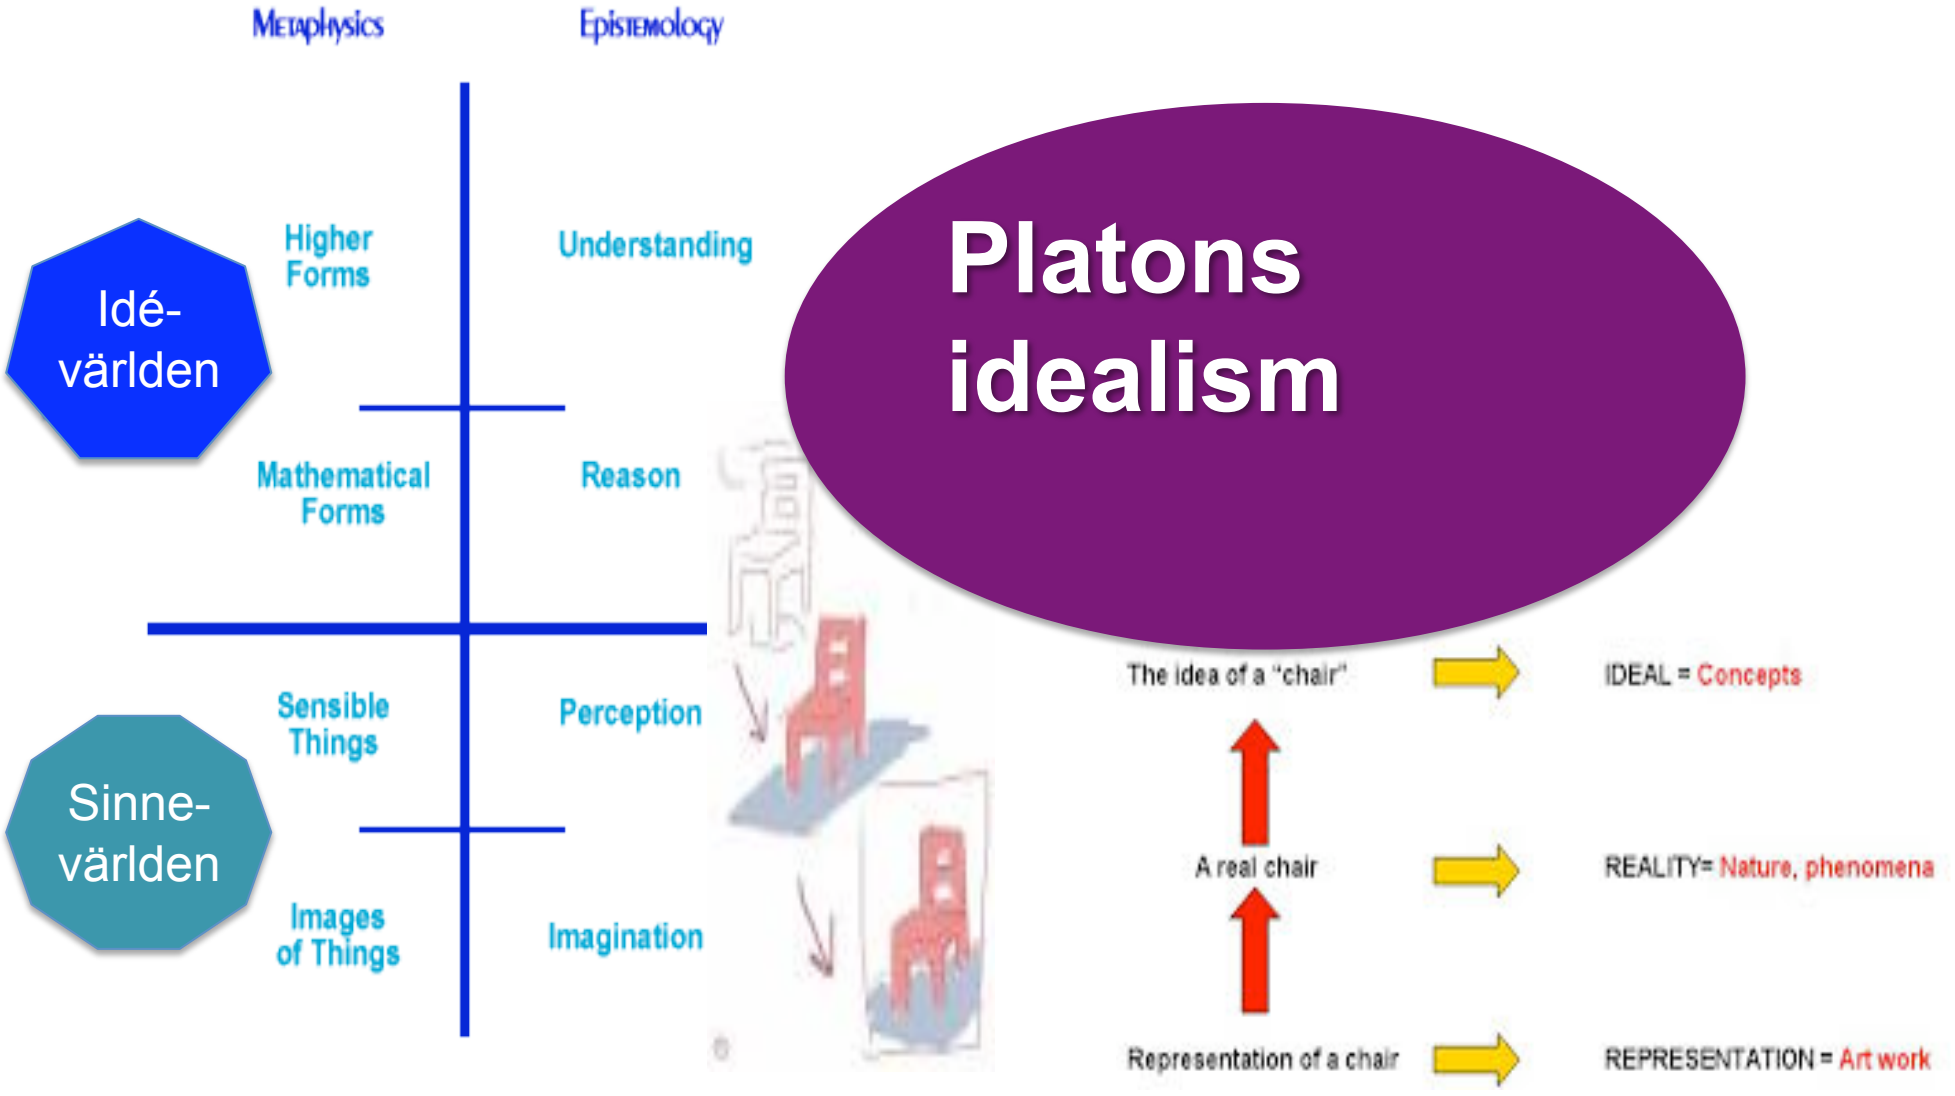 Metaphysics
Epistemology
Higher
Forms
Understanding
Idé-
världen
Mathematical
Forms
Reason
Sensible
Things
Perception
Sinne-
världen
Images
of Things
Imagination
Platons
idealism
The idea of a "chair"
IDEAL = Concepts
A real chair
REALITY= Nature, phenomena
Representation of a chair
REPRESENTATION = Art work